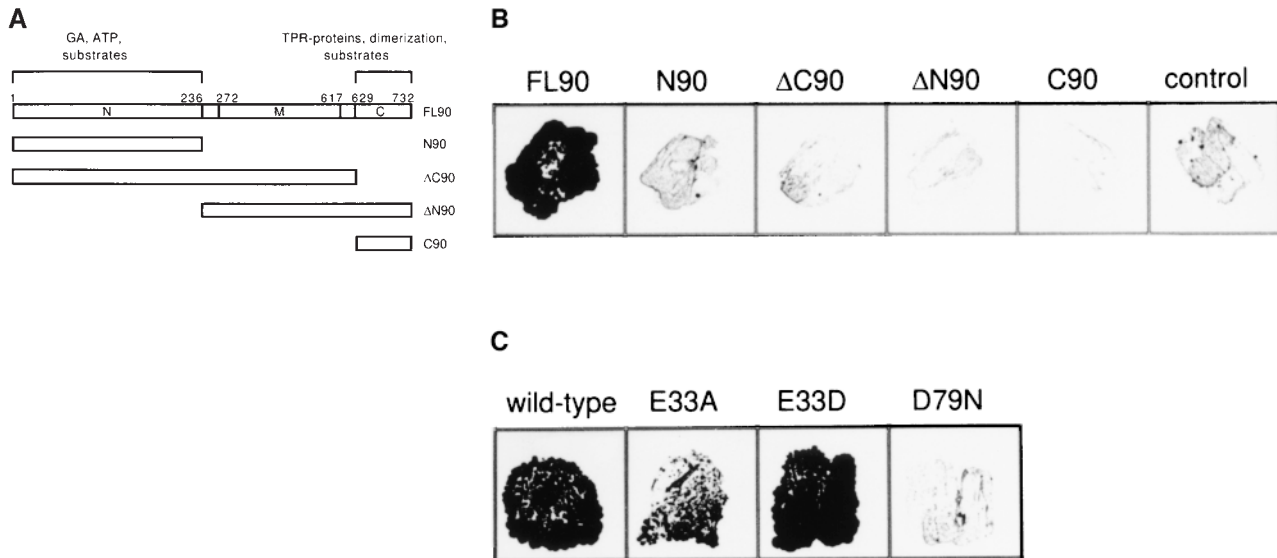 A
GA, ATP,
substrates
TPR-proteins, dimerization,
substrates
1 236 272 617 629 732
N M C FL90
N90
ΔC90
ΔN90
C90
B
FL90 N90 ΔC90 ΔN90 C90 control
C
wild-type E33A E33D D79N